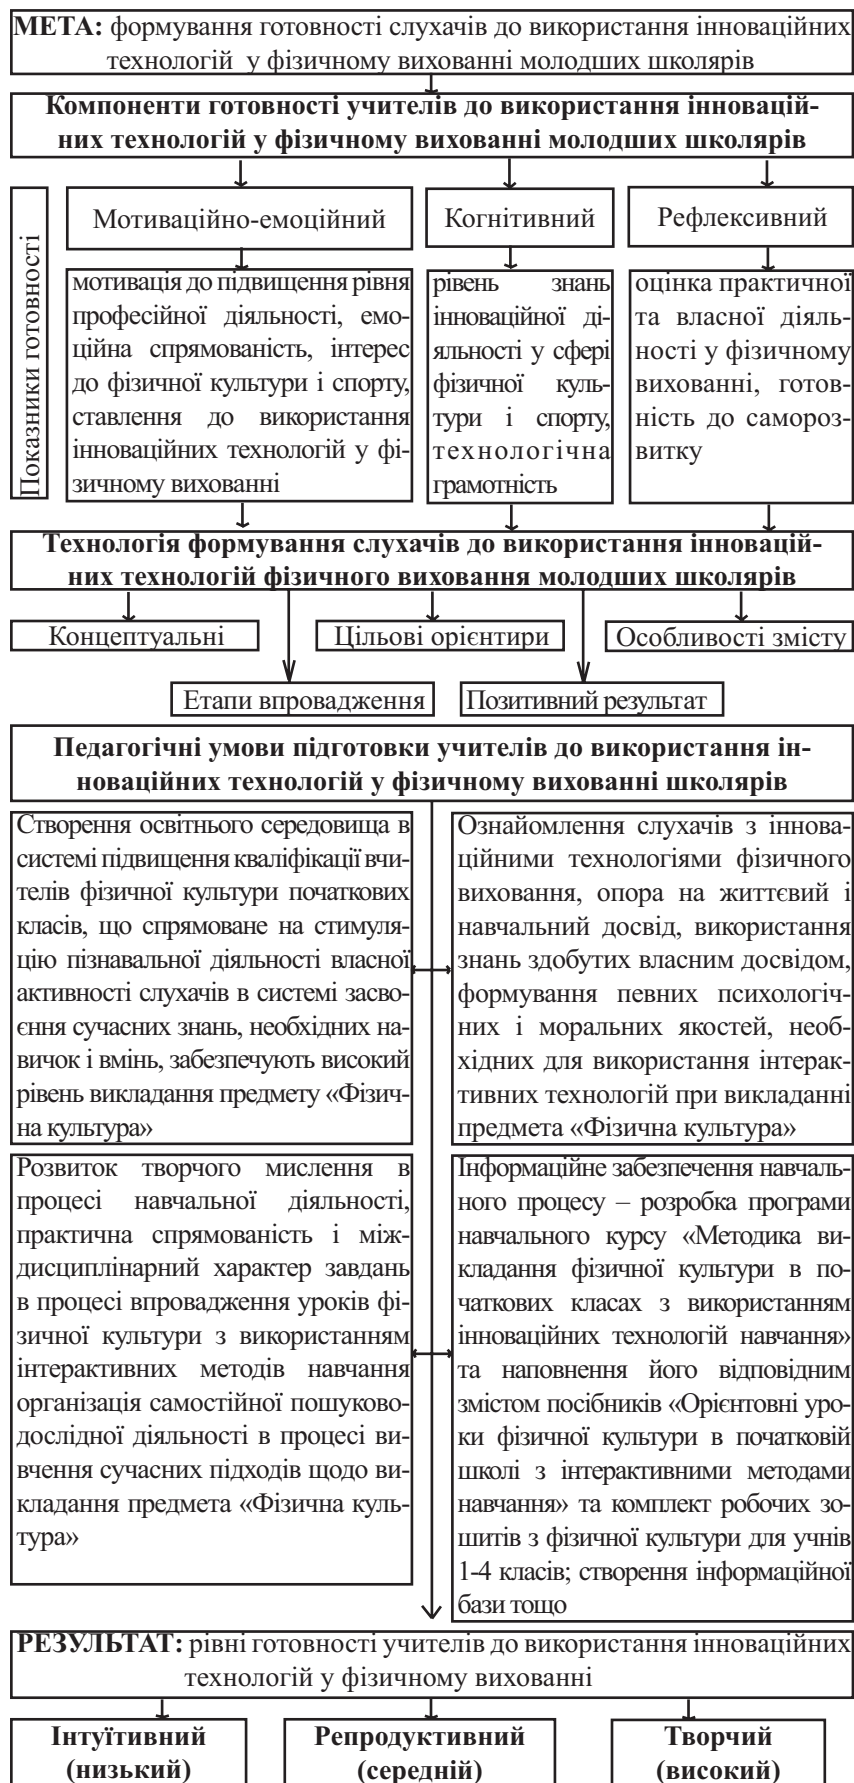 МЕТА: формування готовності слухачів до використання інноваційних
технологій у фізичному вихованні молодших школярів
Компоненти готовності учителів до використання інновацій-
них технологій у фізичному вихованні молодших школярів
Показники готовності
Мотиваційно-емоційний
Когнітивний
Рефлексивний
мотивація до підвищення рівня
професійної діяльності, емо-
ційна спрямованість, інтерес
до фізичної культури і спорту,
ставлення до використання
інноваційних технологій у фі-
зичному вихованні
рівень знань
інноваційної ді-
яльності у сфері
фізичної куль-
тури і спорту,
технологічна
грамотність
оцінка практичної
та власної діяль-
ності у фізичному
вихованні, готов-
ність до самороз-
витку
Технологія формування слухачів до використання інновацій-
них технологій фізичного виховання молодших школярів
Концептуальні
Цільові орієнтири
Особливості змісту
Етапи впровадження
Позитивний результат
Педагогічні умови підготовки учителів до використання ін-
новаційних технологій у фізичному вихованні школярів
Створення освітнього середовища в
системі підвищення кваліфікації вчи-
телів фізичної культури початкових
класів, що спрямоване на стимуля-
цію пізнавальної діяльності власної
активності слухачів в системі засво-
єння сучасних знань, необхідних на-
вичок і вмінь, забезпечують високий
рівень викладання предмету «Фізич-
на культура»
Ознайомлення слухачів з іннова-
ційними технологіями фізичного
виховання, опора на життєвий і
навчальний досвід, використання
знань здобутих власним досвідом,
формування певних психологіч-
них і моральних якостей, необ-
хідних для використання інтерак-
тивних технологій при викладанні
предмета «Фізична культура»
Розвиток творчого мислення в
процесі навчальної діяльності,
практична спрямованість і між-
дисциплінарний характер завдань
в процесі впровадження уроків фі-
зичної культури з використанням
інтерактивних методів навчання
організація самостійної пошуково-
дослідної діяльності в процесі ви-
вчення сучасних підходів щодо ви-
кладання предмета «Фізична куль-
тура»
Інформаційне забезпечення навчаль-
ного процесу – розробка програми
навчального курсу «Методика ви-
кладання фізичної культури в по-
чаткових класах з використанням
інноваційних технологій навчання»
та наповнення його відповідним
змістом посібників «Орієнтовні уро-
ки фізичної культури в початковій
школі з інтерактивними методами
навчання» та комплект робочих зо-
шитів з фізичної культури для учнів
1-4 класів; створення інформаційної
бази тощо
РЕЗУЛЬТАТ: рівні готовності учителів до використання інноваційних
технологій у фізичному вихованні
Інтуїтивний
(низький)
Репродуктивний
(середній)
Творчий
(високий)